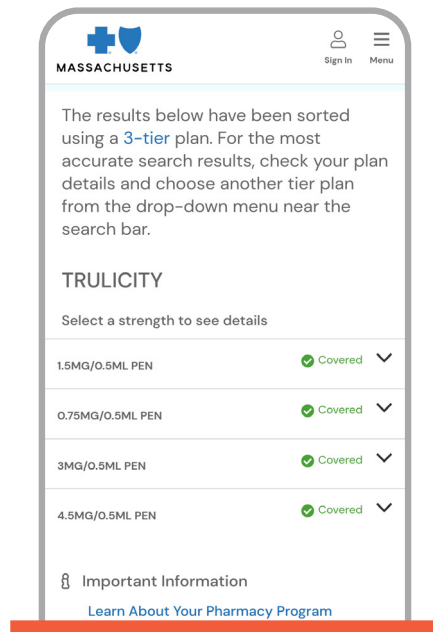 MASSACHUSETTS
Sign In
Menu
The results below have been sorted
using a 3-tier plan. For the most
accurate search results, check your plan
details and choose another tier plan
from the drop-down menu near the
search bar.
TRULICITY
Select a strength to see details
1.5MG/0.5ML PEN
Covered
0.75MG/0.5ML PEN
Covered
3MG/0.5ML PEN
Covered
4.5MG/0.5ML PEN
Covered
Important Information
Learn About Your Pharmacy Program